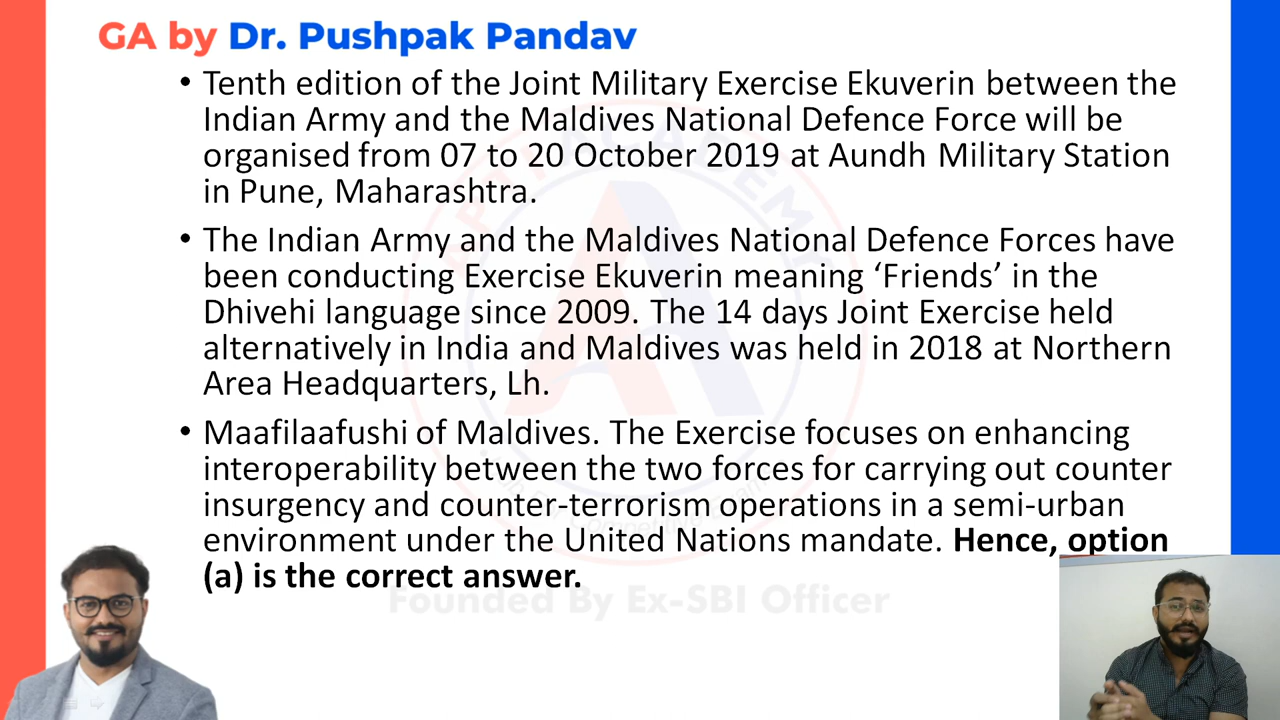 GA by Dr. Pushpak Pandav
• Tenth edition of the Joint Military Exercise Ekuverin between the
Indian Army and the Maldives National Defence Force will be
organised from 07 to 20 October 2019 at Aundh Military Station
in Pune, Maharashtra.
• The Indian Army and the Maldives National Defence Forces have
been conducting Exercise Ekuverin meaning ‘Friends’ in the
Dhivehi language since 2009. The 14 days Joint Exercise held
alternatively in India and Maldives was held in 2018 at Northern
Area Headquarters, Lh.
• Maafilaafushi of Maldives. The Exercise focuses on enhancing
interoperability between the two forces for carrying out counter
insurgency and counter-terrorism operations in a semi-urban
environment under the United Nations mandate. Hence, option
(a) is the correct answer.
Founded By Ex-SBI Officer